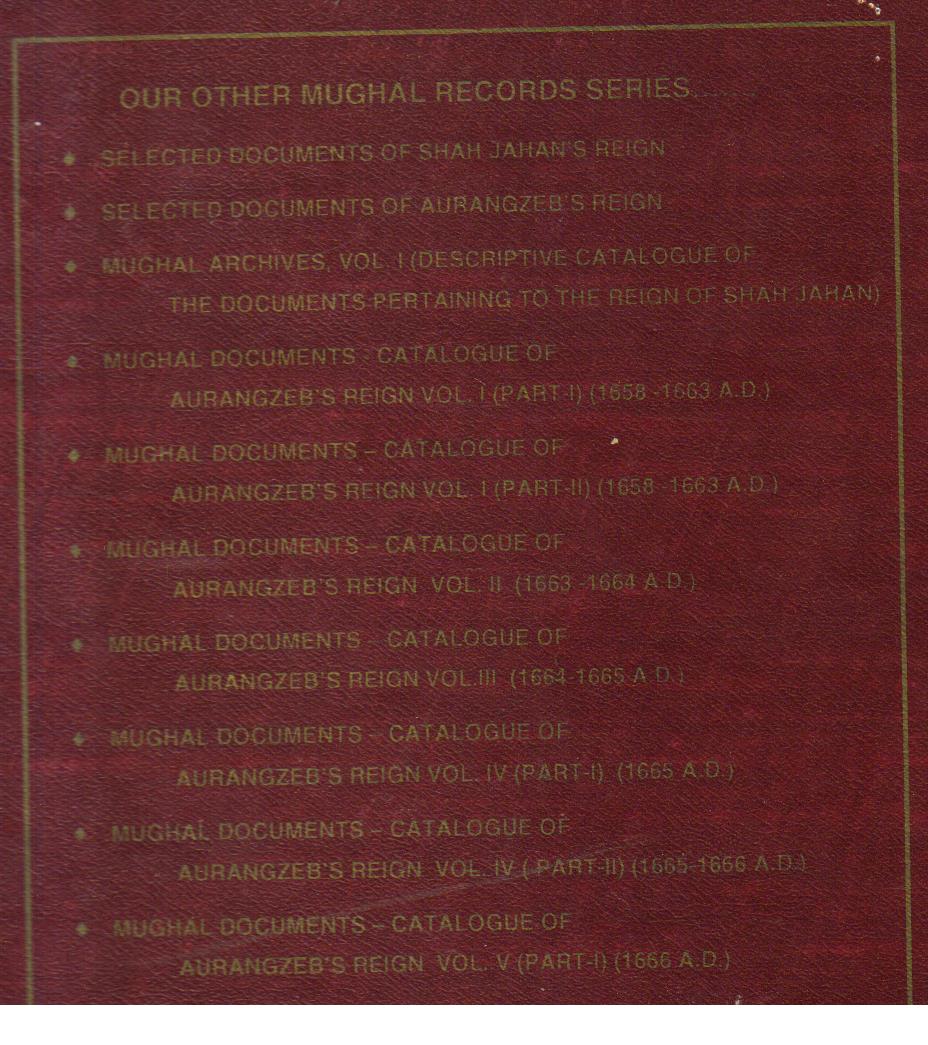 OUR OTHER MUGHAL RECORDS SERIES.......
♦ SELECTED DOCUMENTS OF SHAH JAHAN'S REIGN
♦ SELECTED DOCUMENTS OF AURANGZEB'S REIGN
♦ MUGHAL ARCHIVES, VOL. I (DESCRIPTIVE CATALOGUE OF
THE DOCUMENTS PERTAINING TO THE REIGN OF SHAH JAHAN)
♦ MUGHAL DOCUMENTS - CATALOGUE OF
AURANGZEB'S REIGN VOL. I (PART-I) (1658 -1663 A.D.)
♦ MUGHAL DOCUMENTS – CATALOGUE OF
AURANGZEB'S REIGN VOL. I (PART-II) (1658 -1663 A.D.)
♦ MUGHAL DOCUMENTS – CATALOGUE OF
AURANGZEB'S REIGN VOL. II (1663 -1664 A.D.)
♦ MUGHAL DOCUMENTS – CATALOGUE OF
AURANGZEB'S REIGN VOL.III (1664-1665 A.D.)
♦ MUGHAL DOCUMENTS – CATALOGUE OF
AURANGZEB'S REIGN VOL. IV (PART-I) (1665 A.D.)
♦ MUGHAL DOCUMENTS – CATALOGUE OF
AURANGZEB'S REIGN VOL. IV ( PART-II) (1665-1666 A.D.)
♦ MUGHAL DOCUMENTS – CATALOGUE OF
AURANGZEB'S REIGN VOL. V (PART-I) (1666 A.D.)